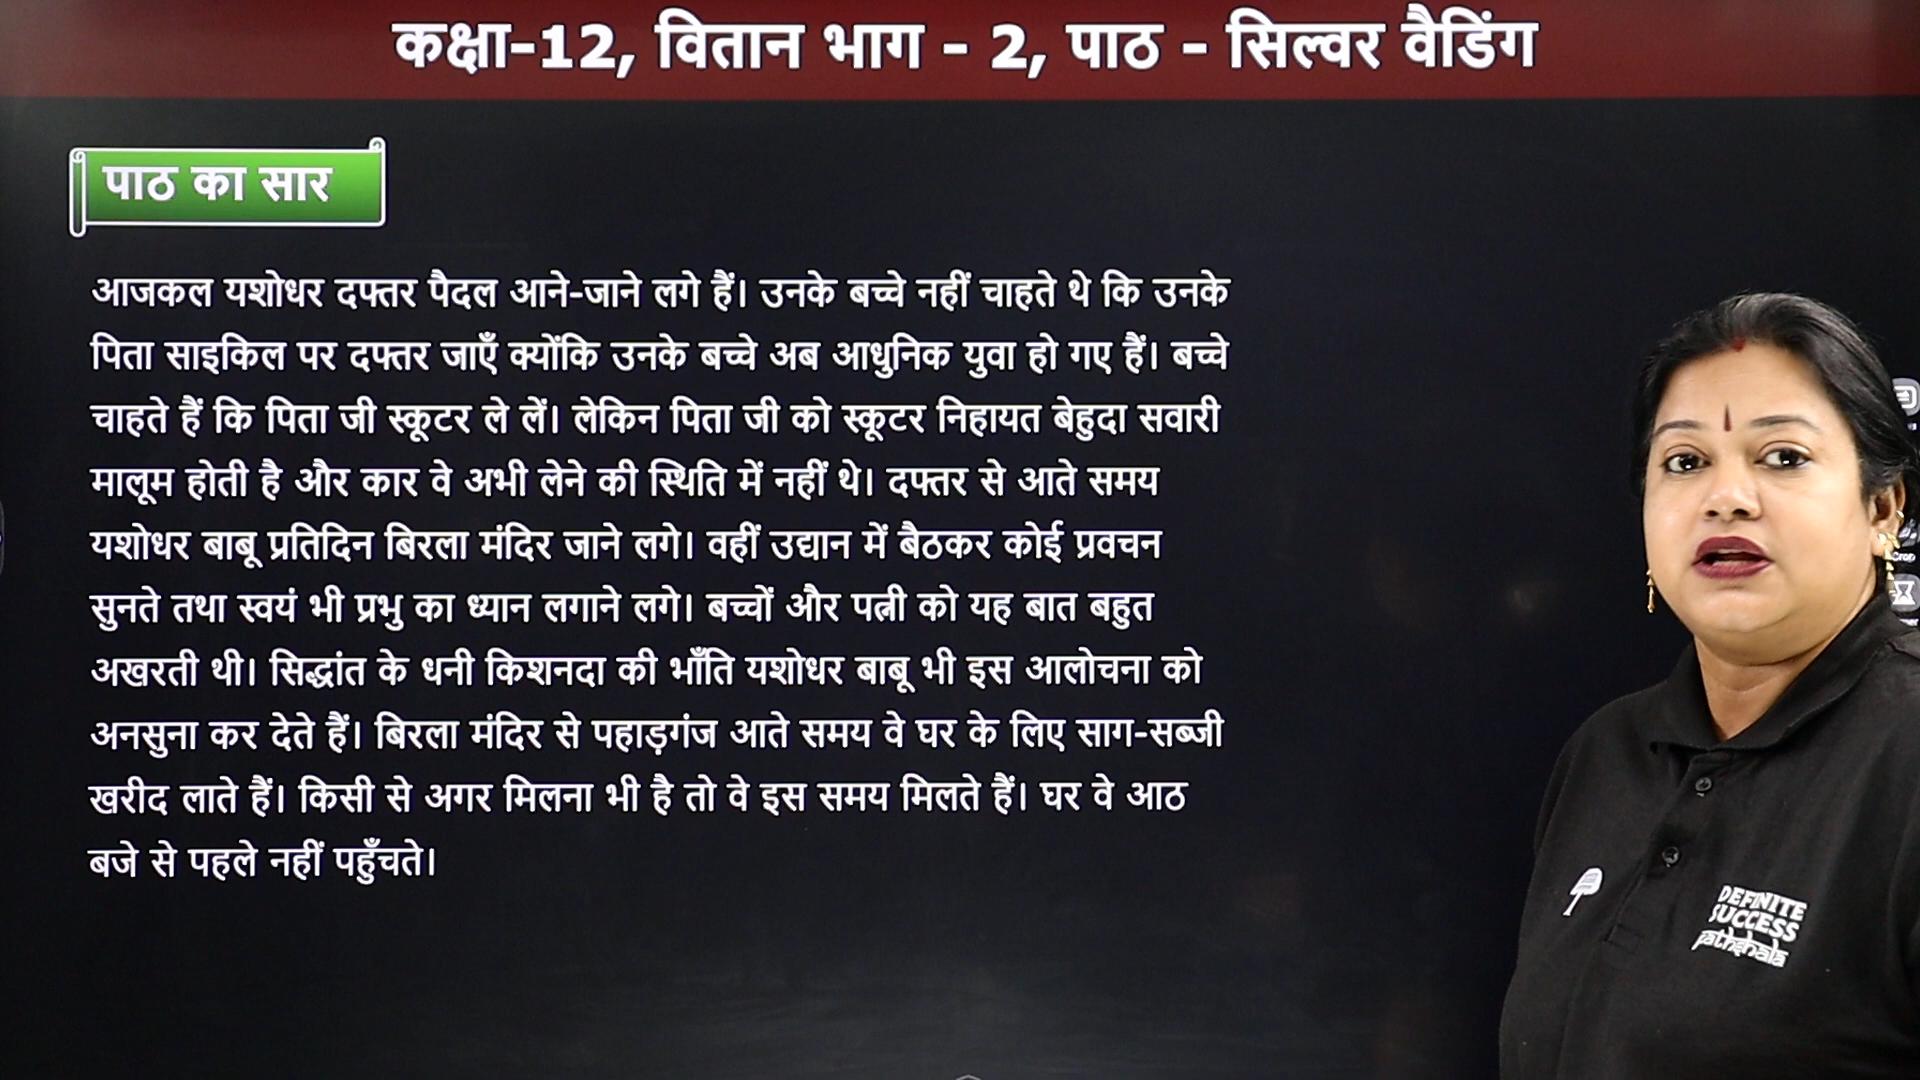 कक्षा-12, वितान भाग - 2, पाठ - सिल्वर वैडिंग
पाठ का सार
आजकल यशोधर दफ्तर पैदल आने-जाने लगे हैं। उनके बच्चे नहीं चाहते थे कि उनके
पिता साइकिल पर दफ्तर जाएँ क्योंकि उनके बच्चे अब आधुनिक युवा हो गए हैं। बच्चे
चाहते हैं कि पिता जी स्कूटर ले लें। लेकिन पिता जी को स्कूटर निहायत बेहुदा सवारी
मालूम होती है और कार वे अभी लेने की स्थिति में नहीं थे। दफ्तर से आते समय
यशोधर बाबू प्रतिदिन बिरला मंदिर जाने लगे। वहीं उद्यान में बैठकर कोई प्रवचन
सुनते तथा स्वयं भी प्रभु का ध्यान लगाने लगे। बच्चों और पत्नी को यह बात बहुत
अखरती थी। सिद्धांत के धनी किशनदा की भाँति यशोधर बाबू भी इस आलोचना को
अनसुना कर देते हैं। बिरला मंदिर से पहाड़गंज आते समय वे घर के लिए साग-सब्जी
खरीद लाते हैं। किसी से अगर मिलना भी है तो वे इस समय मिलते हैं। घर वे आठ
बजे से पहले नहीं पहुँचते।
DEFINITE
SUCCESS
pathshala